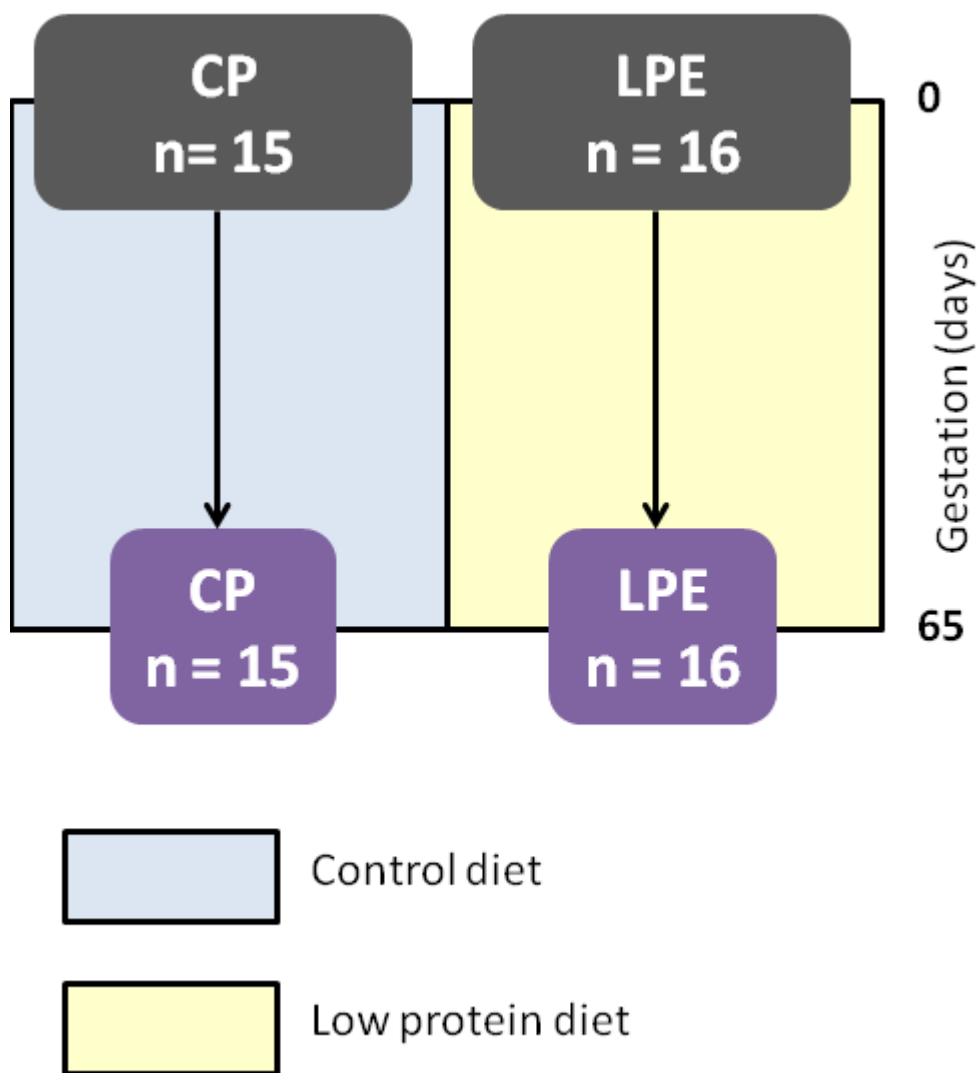 CP
n= 15
LPE
n = 16
0
Gestation (days)
CP
n = 15
LPE
n = 16
65
Control diet
Low protein diet